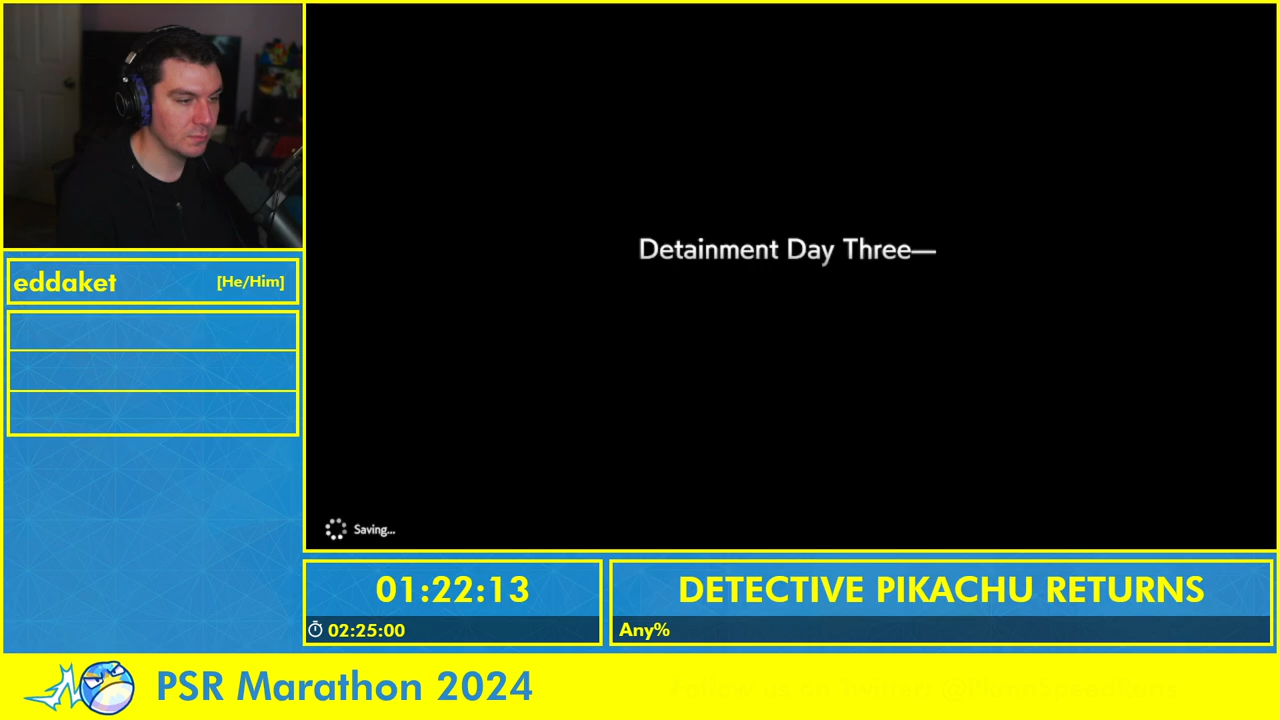 Detainment Day Three—
Saving...
eddaket [He/Him]
01:22:13
02:25:00
DETECTIVE PIKACHU RETURNS
Any%
PSR Marathon 2024